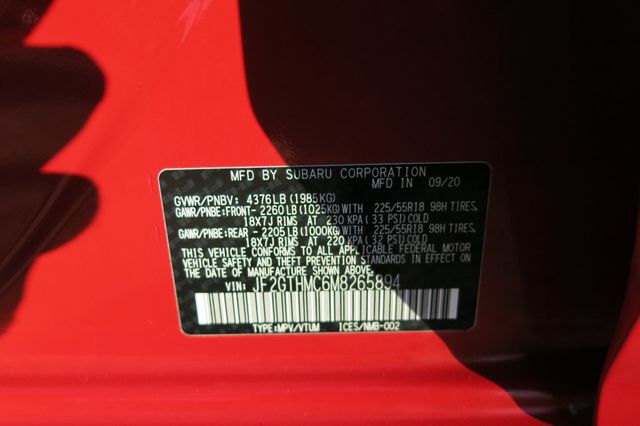 MFD BY SUBARU CORPORATION
MFD IN 09/20
GVWR/PNBV: 4376LB (1985KG)
GAWR/PNBE:FRONT- 2260LB (1025KG)WITH 225/55R18 98H TIRES.
18X7J RIMS AT 230 KPA (33 PSI)COLD
GAWR/PNBE:REAR - 2205LB (1000KG)WITH 225/55R18 98H TIRES.
18X7J RIMS AT 220 KPA (32 PSI)COLD
THIS VEHICLE CONFORMS TO ALL APPLICABLE FEDERAL MOTOR
VEHICLE SAFETY AND THEFT PREVENTION STANDARDS IN EFFECT
ON THE DATE OF MANUFACTURE SHOWN ABOVE.
VIN: JF2GTHMC6M8265894
TYPE:MPV/VTUM ICES/NMB-002